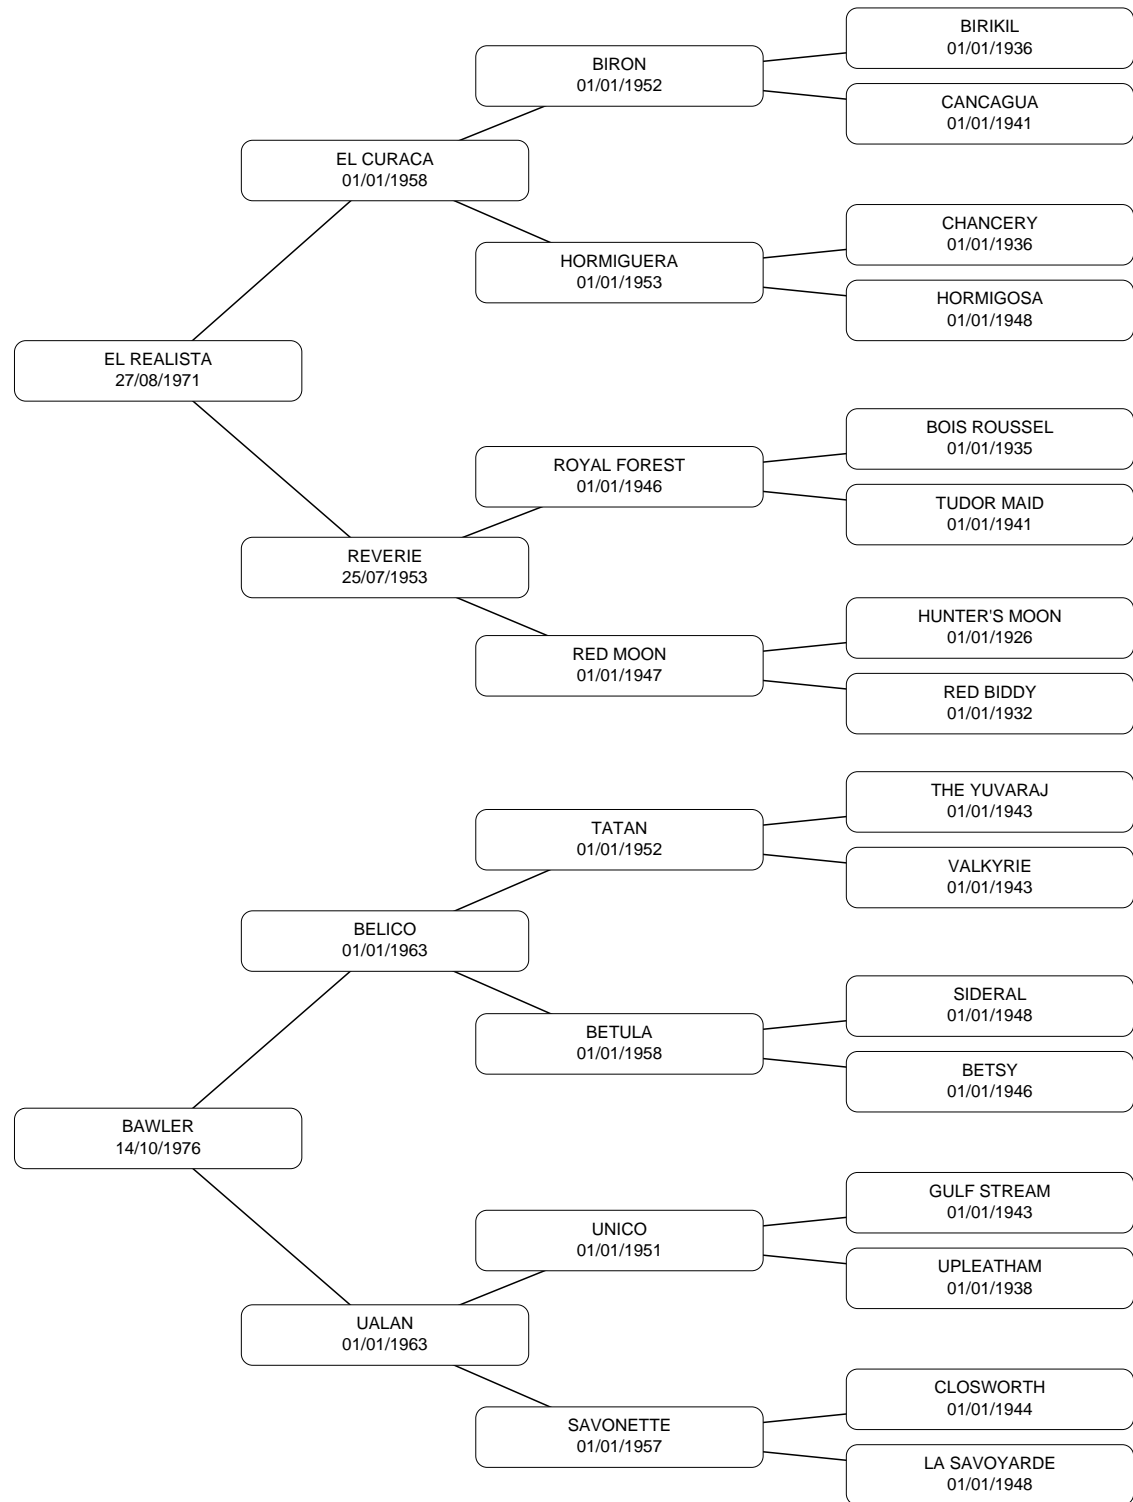 BIRIKIL
01/01/1936
BIRON
01/01/1952
CANCAGUA
01/01/1941
EL CURACA
01/01/1958
CHANCERY
01/01/1936
HORMIGUERA
01/01/1953
HORMIGOSA
01/01/1948
EL REALISTA
27/08/1971
BOIS ROUSSEL
01/01/1935
ROYAL FOREST
01/01/1946
TUDOR MAID
01/01/1941
REVERIE
25/07/1953
HUNTER'S MOON
01/01/1926
RED MOON
01/01/1947
RED BIDDY
01/01/1932
THE YUVARAJ
01/01/1943
TATAN
01/01/1952
VALKYRIE
01/01/1943
BELICO
01/01/1963
SIDERAL
01/01/1948
BETULA
01/01/1958
BETSY
01/01/1946
BAWLER
14/10/1976
GULF STREAM
01/01/1943
UNICO
01/01/1951
UPLEATHAM
01/01/1938
UALAN
01/01/1963
CLOSWORTH
01/01/1944
SAVONETTE
01/01/1957
LA SAVOYARDE
01/01/1948